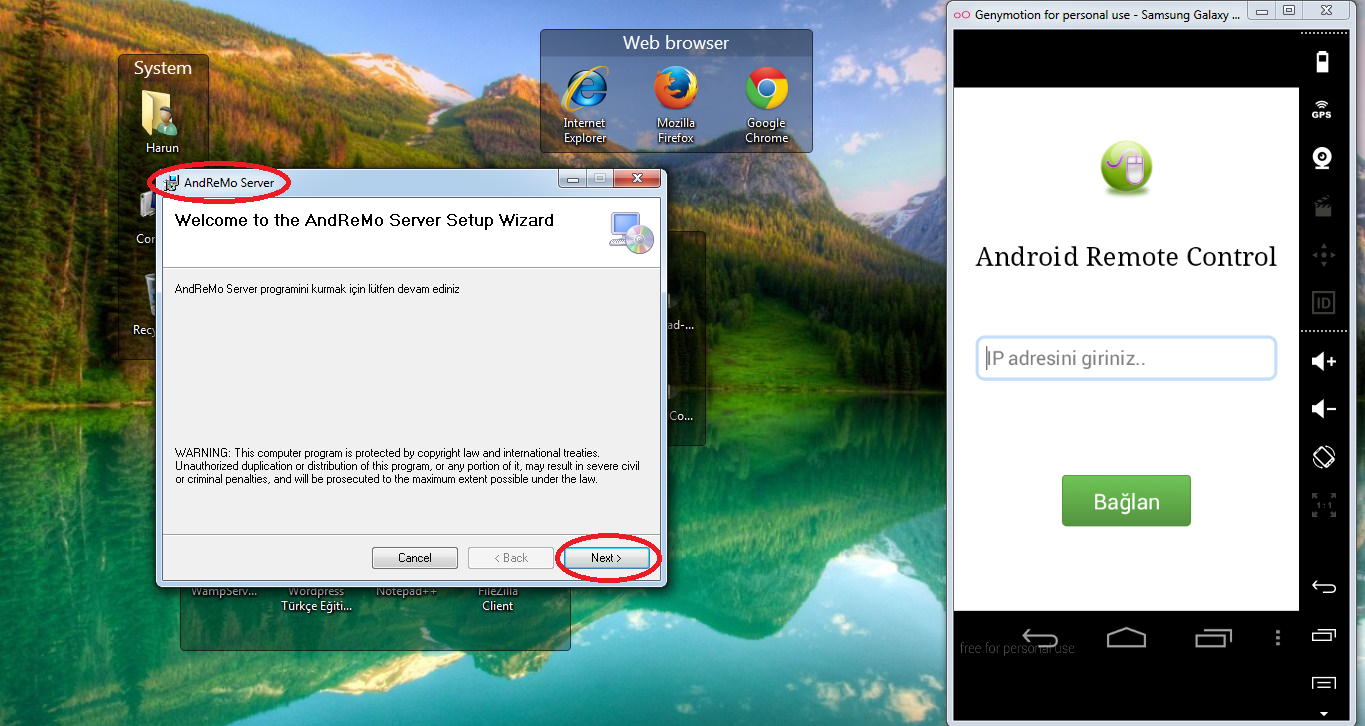 System
Harun
Web browser
Internet
Explorer
Mozilla
Firefox
Google
Chrome
AndReMo Server
Welcome to the AndReMo Server Setup Wizard
AndReMo Server programini kurmak için lütfen devam ediniz
WARNING: This computer program is protected by copyright law and international treaties.
Unauthorized duplication or distribution of this program, or any portion of it, may result in severe civil
or criminal penalties, and will be prosecuted to the maximum extent possible under the law.
Cancel
< Back
Next >
WampServ...
Wordpress
Türkçe Eğiti...
Notepad++
FileZilla
Client
Genymotion for personal use - Samsung Galaxy ...
Android Remote Control
IP adresini giriniz..
Bağlan
free for personal use
GPS
ID
1:1